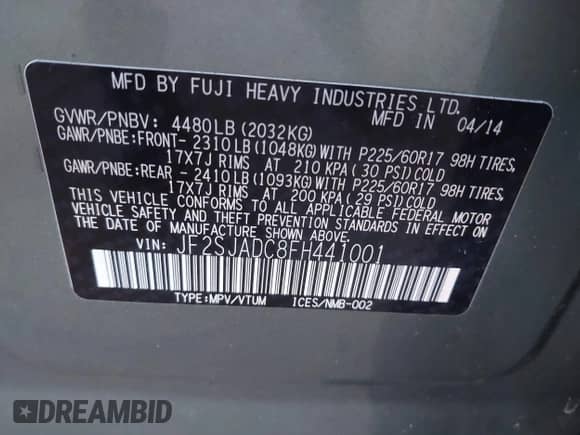 MFD BY FUJI HEAVY INDUSTRIES LTD.
GVWR/PNBV: 4480LB (2032KG) MFD IN 04/14
GAWR/PNBE:FRONT- 2310LB (1048KG) WITH P225/60R17 98H TIRES,
17X7J RIMS AT 210 KPA (30 PSI) COLD
GAWR/PNBE:REAR - 2410LB (1093KG) WITH P225/60R17 98H TIRES,
17X7J RIMS AT 200 KPA (29 PSI) COLD
THIS VEHICLE CONFORMS TO ALL APPLICABLE FEDERAL MOTOR
VEHICLE SAFETY AND THEFT PREVENTION STANDARDS IN EFFECT
ON THE DATE OF MANUFACTURE SHOWN ABOVE.
VIN: JF2SJADC8FH441001
TYPE:MPV/VTUM ICES/NMB-002
DREAMBID